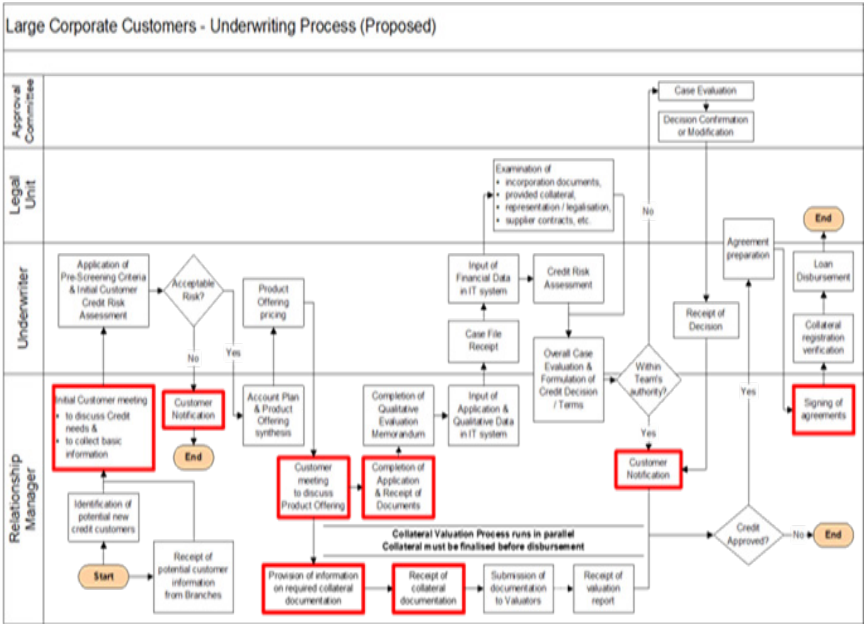 Large Corporate Customers - Underwriting Process (Proposed)
Approval
Committee
Case Evaluation
Decision Confirmation
or Modification
Legal
Unit
Examination of
• incorporation documents,
• provided collateral,
• representation / legalisation,
• supplier contracts, etc.
No
Agreement
preparation
End
Underwriter
Application of
Pre-Screening Criteria
& Initial Customer
Credit Risk
Assessment
Acceptable
Risk?
No
Yes
Product
Offering
pricing
Input of
Financial Data
in IT system
Credit Risk
Assessment
Case File
Receipt
Overall Case
Evaluation &
Formulation of
Credit Decision
/ Terms
Within
Team's
authority?
Yes
Receipt of
Decision
Yes
Loan
Disbursement
Collateral
registration
verification
Relationship
Manager
Initial Customer meeting
• to discuss Credit
needs &
• to collect basic
information
Customer
Notification
End
Account Plan
& Product
Offering
synthesis
Completion of
Qualitative
Evaluation
Memorandum
Input of
Application &
Qualitative Data
in IT system
Signing of
agreements
Customer
meeting
to discuss
Product Offering
Completion of
Application
& Receipt of
Documents
Customer
Notification
Identification of
potential new
credit customers
Start
Receipt of
potential customer
information
from Branches
Collateral Valuation Process runs in parallel
Collateral must be finalised before disbursement
Credit
Approved?
No
End
Provision of information
on required collateral
documentation
Receipt of
collateral
documentation
Submission of
documentation
to Valuators
Receipt of
valuation
report